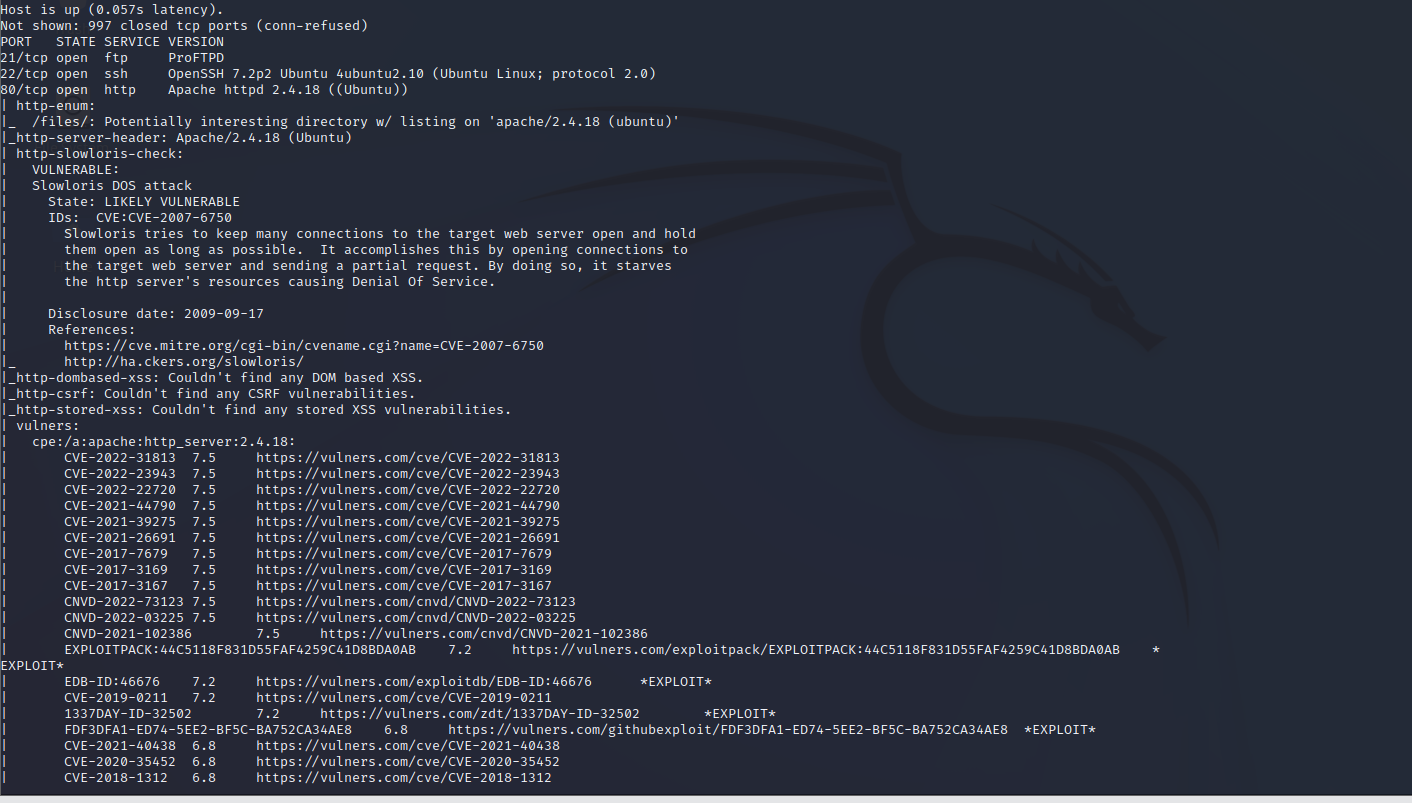 Host is up (0.057s latency).
Not shown: 997 closed tcp ports (conn-refused)
PORT   STATE SERVICE VERSION
21/tcp open  ftp     ProFTPD
22/tcp open  ssh     OpenSSH 7.2p2 Ubuntu 4ubuntu2.10 (Ubuntu Linux; protocol 2.0)
80/tcp open  http    Apache httpd 2.4.18 ((Ubuntu))
| http-enum:
|_  /files/: Potentially interesting directory w/ listing on 'apache/2.4.18 (ubuntu)'
|_http-server-header: Apache/2.4.18 (Ubuntu)
| http-slowloris-check:
|   VULNERABLE:
|   Slowloris DOS attack
|     State: LIKELY VULNERABLE
|     IDs:  CVE:CVE-2007-6750
|       Slowloris tries to keep many connections to the target web server open and hold
|       them open as long as possible.  It accomplishes this by opening connections to
|       the target web server and sending a partial request. By doing so, it starves
|       the http server's resources causing Denial Of Service.
|
|     Disclosure date: 2009-09-17
|     References:
|       https://cve.mitre.org/cgi-bin/cvename.cgi?name=CVE-2007-6750
|_      http://ha.ckers.org/slowloris/
|_http-dombased-xss: Couldn't find any DOM based XSS.
|_http-csrf: Couldn't find any CSRF vulnerabilities.
|_http-stored-xss: Couldn't find any stored XSS vulnerabilities.
| vulners:
|   cpe:/a:apache:http_server:2.4.18:
|       CVE-2022-31813  7.5     https://vulners.com/cve/CVE-2022-31813
|       CVE-2022-23943  7.5     https://vulners.com/cve/CVE-2022-23943
|       CVE-2022-22720  7.5     https://vulners.com/cve/CVE-2022-22720
|       CVE-2021-44790  7.5     https://vulners.com/cve/CVE-2021-44790
|       CVE-2021-39275  7.5     https://vulners.com/cve/CVE-2021-39275
|       CVE-2021-26691  7.5     https://vulners.com/cve/CVE-2021-26691
|       CVE-2017-7679   7.5     https://vulners.com/cve/CVE-2017-7679
|       CVE-2017-3169   7.5     https://vulners.com/cve/CVE-2017-3169
|       CVE-2017-3167   7.5     https://vulners.com/cve/CVE-2017-3167
|       CNVD-2022-73123 7.5     https://vulners.com/cnvd/CNVD-2022-73123
|       CNVD-2022-03225 7.5     https://vulners.com/cnvd/CNVD-2022-03225
|       CNVD-2021-102386        7.5     https://vulners.com/cnvd/CNVD-2021-102386
|       EXPLOITPACK:44C5118F831D55FAF4259C41D8BDA0AB    7.2     https://vulners.com/exploitpack/EXPLOITPACK:44C5118F831D55FAF4259C41D8BDA0AB    *
EXPLOIT*
|       EDB-ID:46676    7.2     https://vulners.com/exploitdb/EDB-ID:46676      *EXPLOIT*
|       CVE-2019-0211   7.2     https://vulners.com/cve/CVE-2019-0211
|       1337DAY-ID-32502        7.2     https://vulners.com/zdt/1337DAY-ID-32502        *EXPLOIT*
|       FDF3DFA1-ED74-5EE2-BF5C-BA752CA34AE8    6.8     https://vulners.com/githubexploit/FDF3DFA1-ED74-5EE2-BF5C-BA752CA34AE8  *EXPLOIT*
|       CVE-2021-40438  6.8     https://vulners.com/cve/CVE-2021-40438
|       CVE-2020-35452  6.8     https://vulners.com/cve/CVE-2020-35452
|       CVE-2018-1312   6.8     https://vulners.com/cve/CVE-2018-1312